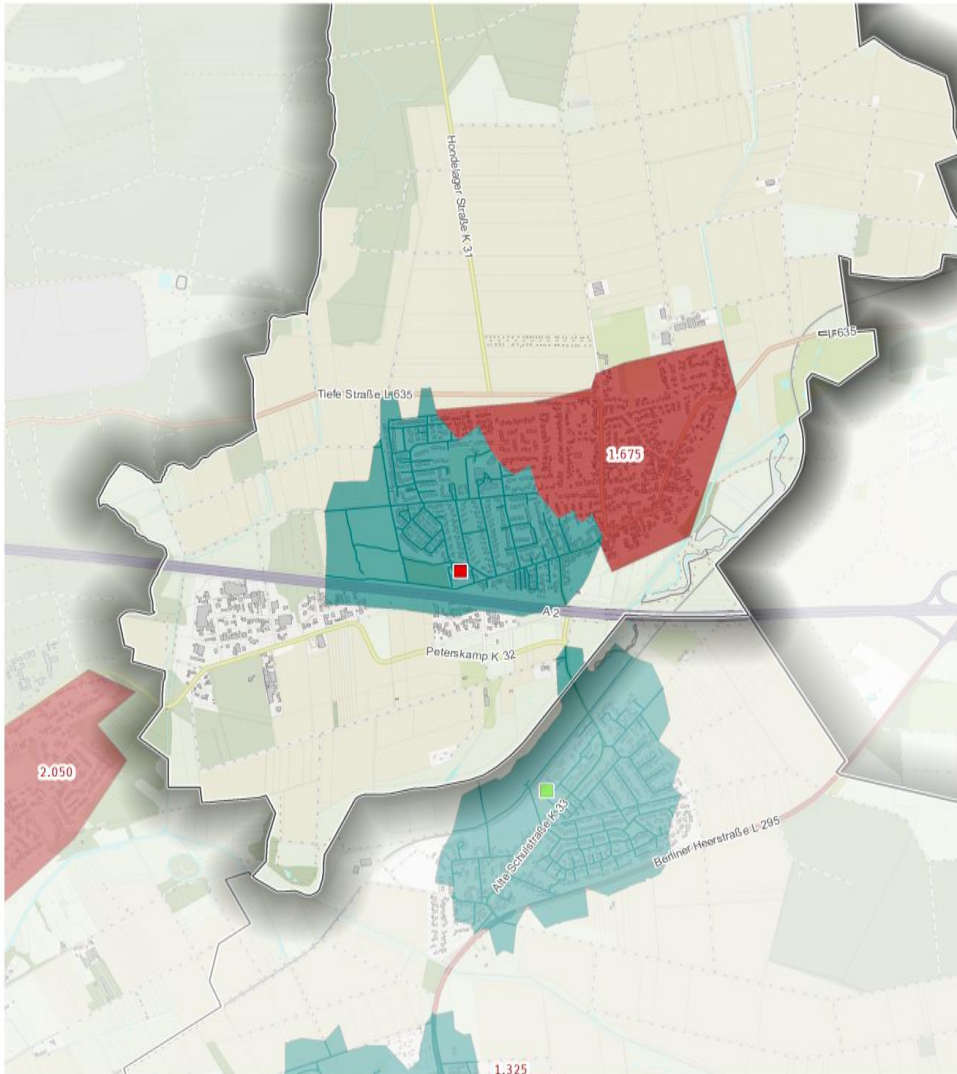 Hondelager Straße K 31
L 635
Tiefe Straße L 635
1.675
A 2
Peterskamp K 32
2.050
Alte Schulstraße K 33
Berliner Heerstraße L 295
1.325